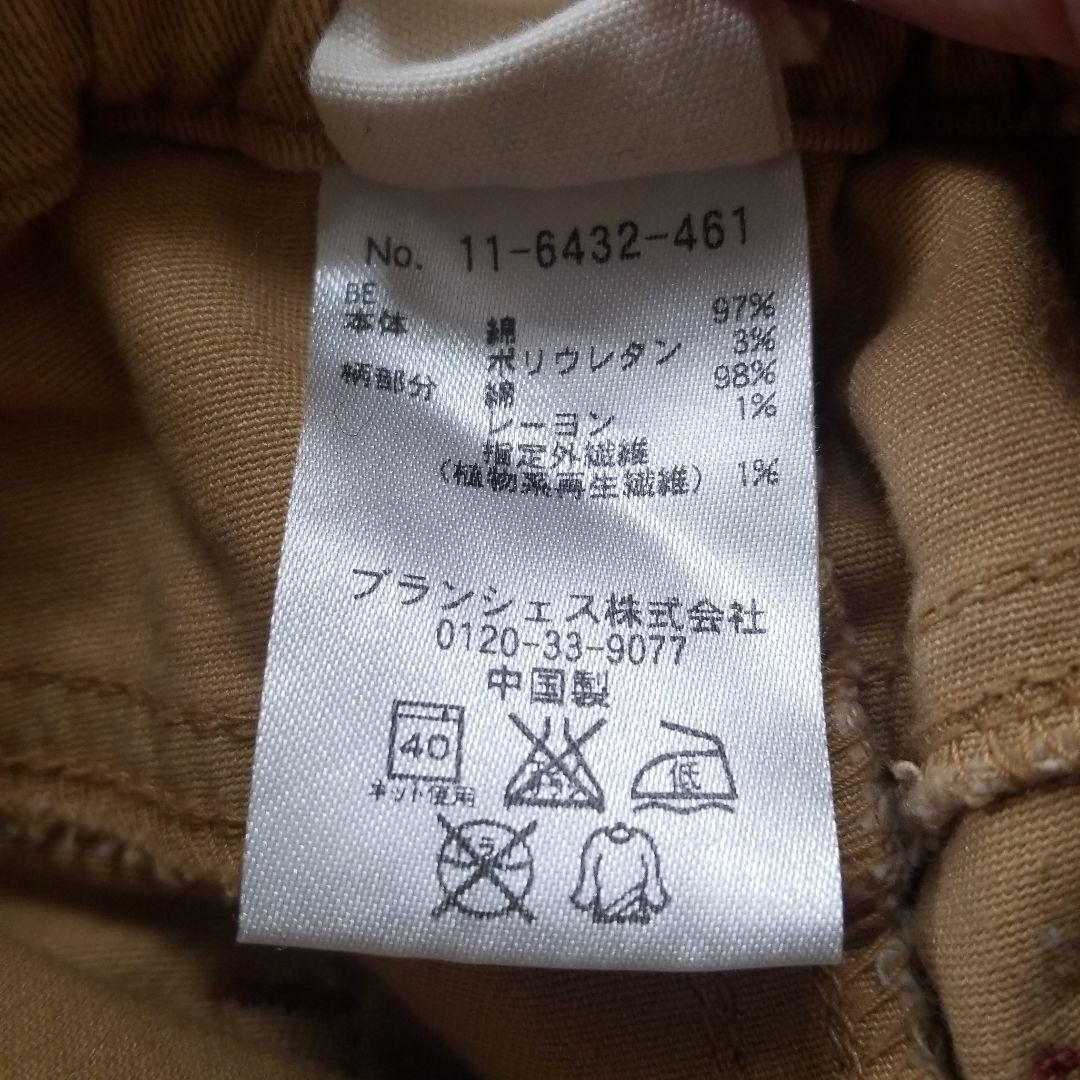 No. 11-6432-461
BE
本体 綿 97%
ポリウレタン 3%
柄部分 綿 98%
レーヨン 1%
指定外繊維
(植物系再生繊維) 1%
ブランシェス株式会社
0120-33-9077
中国製
40 低
ネット使用